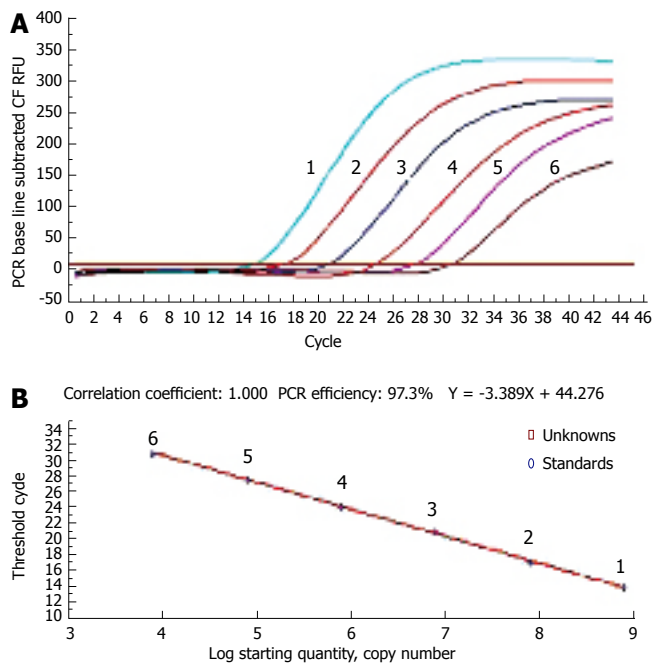 A
PCR base line subtracted CF RFU
400
350
300
250
200
150
100
50
0
-50
1 2 3 4 5 6
0 2 4 6 8 10 12 14 16 18 20 22 24 26 28 30 32 34 36 38 40 42 44 46
Cycle
B
Correlation coefficient: 1.000 PCR efficiency: 97.3% Y = -3.389X + 44.276
Threshold cycde
34
32
30
28
26
24
22
20
18
16
14
12
10
6 5 4 3 2 1
Unknowns
Standards
3 4 5 6 7 8 9
Log starting quantity, copy number